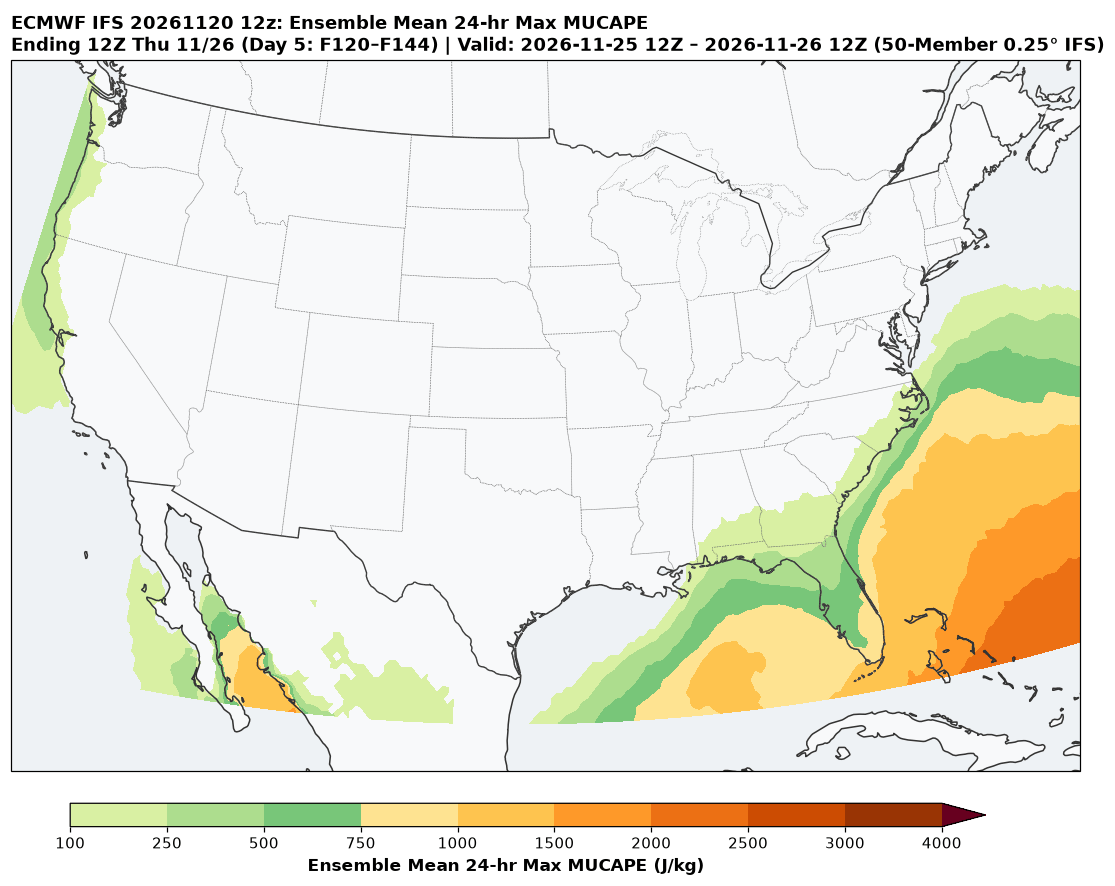 ECMWF IFS 20261120 12z: Ensemble Mean 24-hr Max MUCAPE
Ending 12Z Thu 11/26 (Day 5: F120–F144) | Valid: 2026-11-25 12Z – 2026-11-26 12Z (50-Member 0.25° IFS)
100 250 500 750 1000 1500 2000 2500 3000 4000
Ensemble Mean 24-hr Max MUCAPE (J/kg)